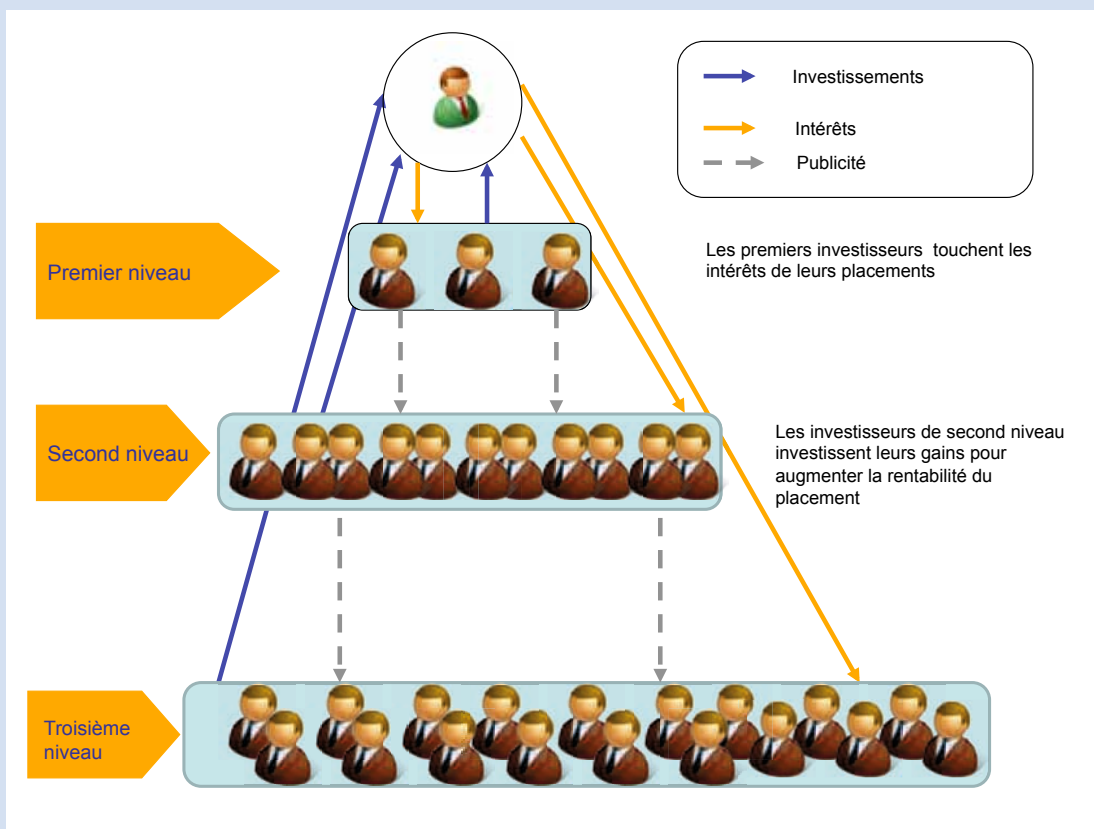 Investissements
Intérêts
Publicité
Premier niveau
Les premiers investisseurs touchent les
intérêts de leurs placements
Second niveau
Les investisseurs de second niveau
investissent leurs gains pour
augmenter la rentabilité du
placement
Troisième
niveau